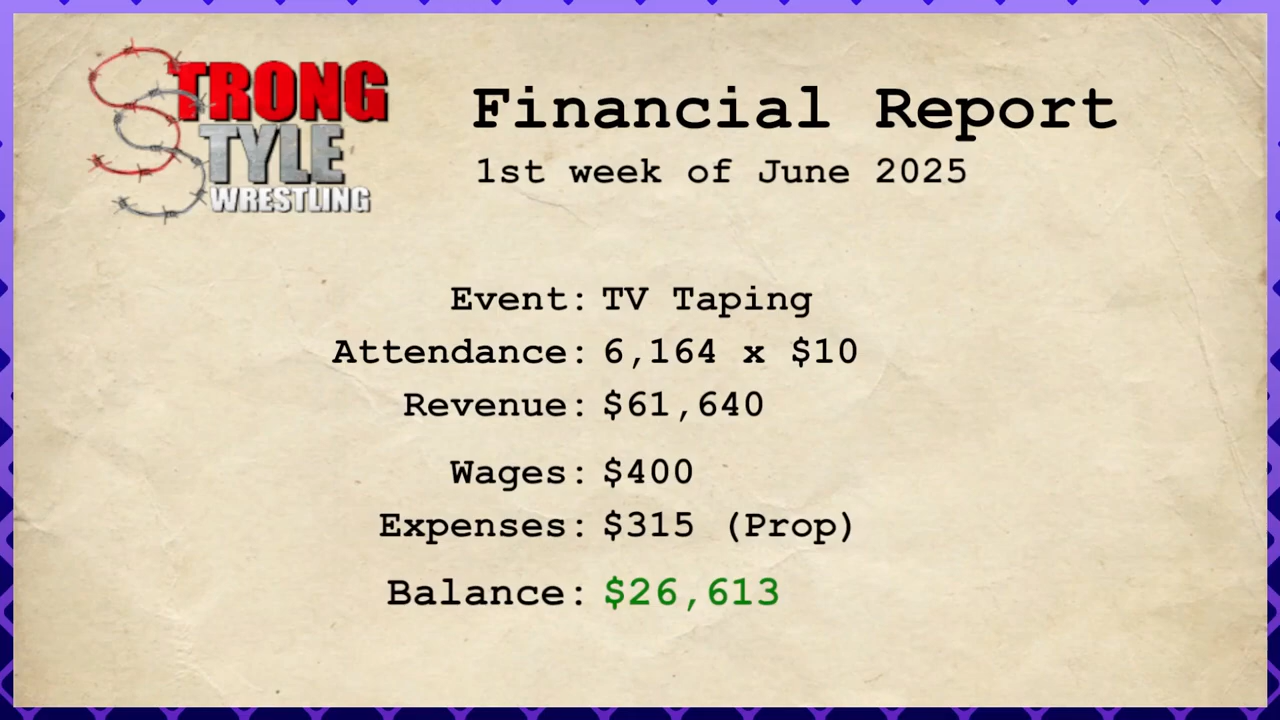 STRONG
STYLE
WRESTLING
Financial Report
1st week of June 2025
Event: TV Taping
Attendance: 6,164 x $10
Revenue: $61,640
Wages: $400
Expenses: $315 (Prop)
Balance: $26,613